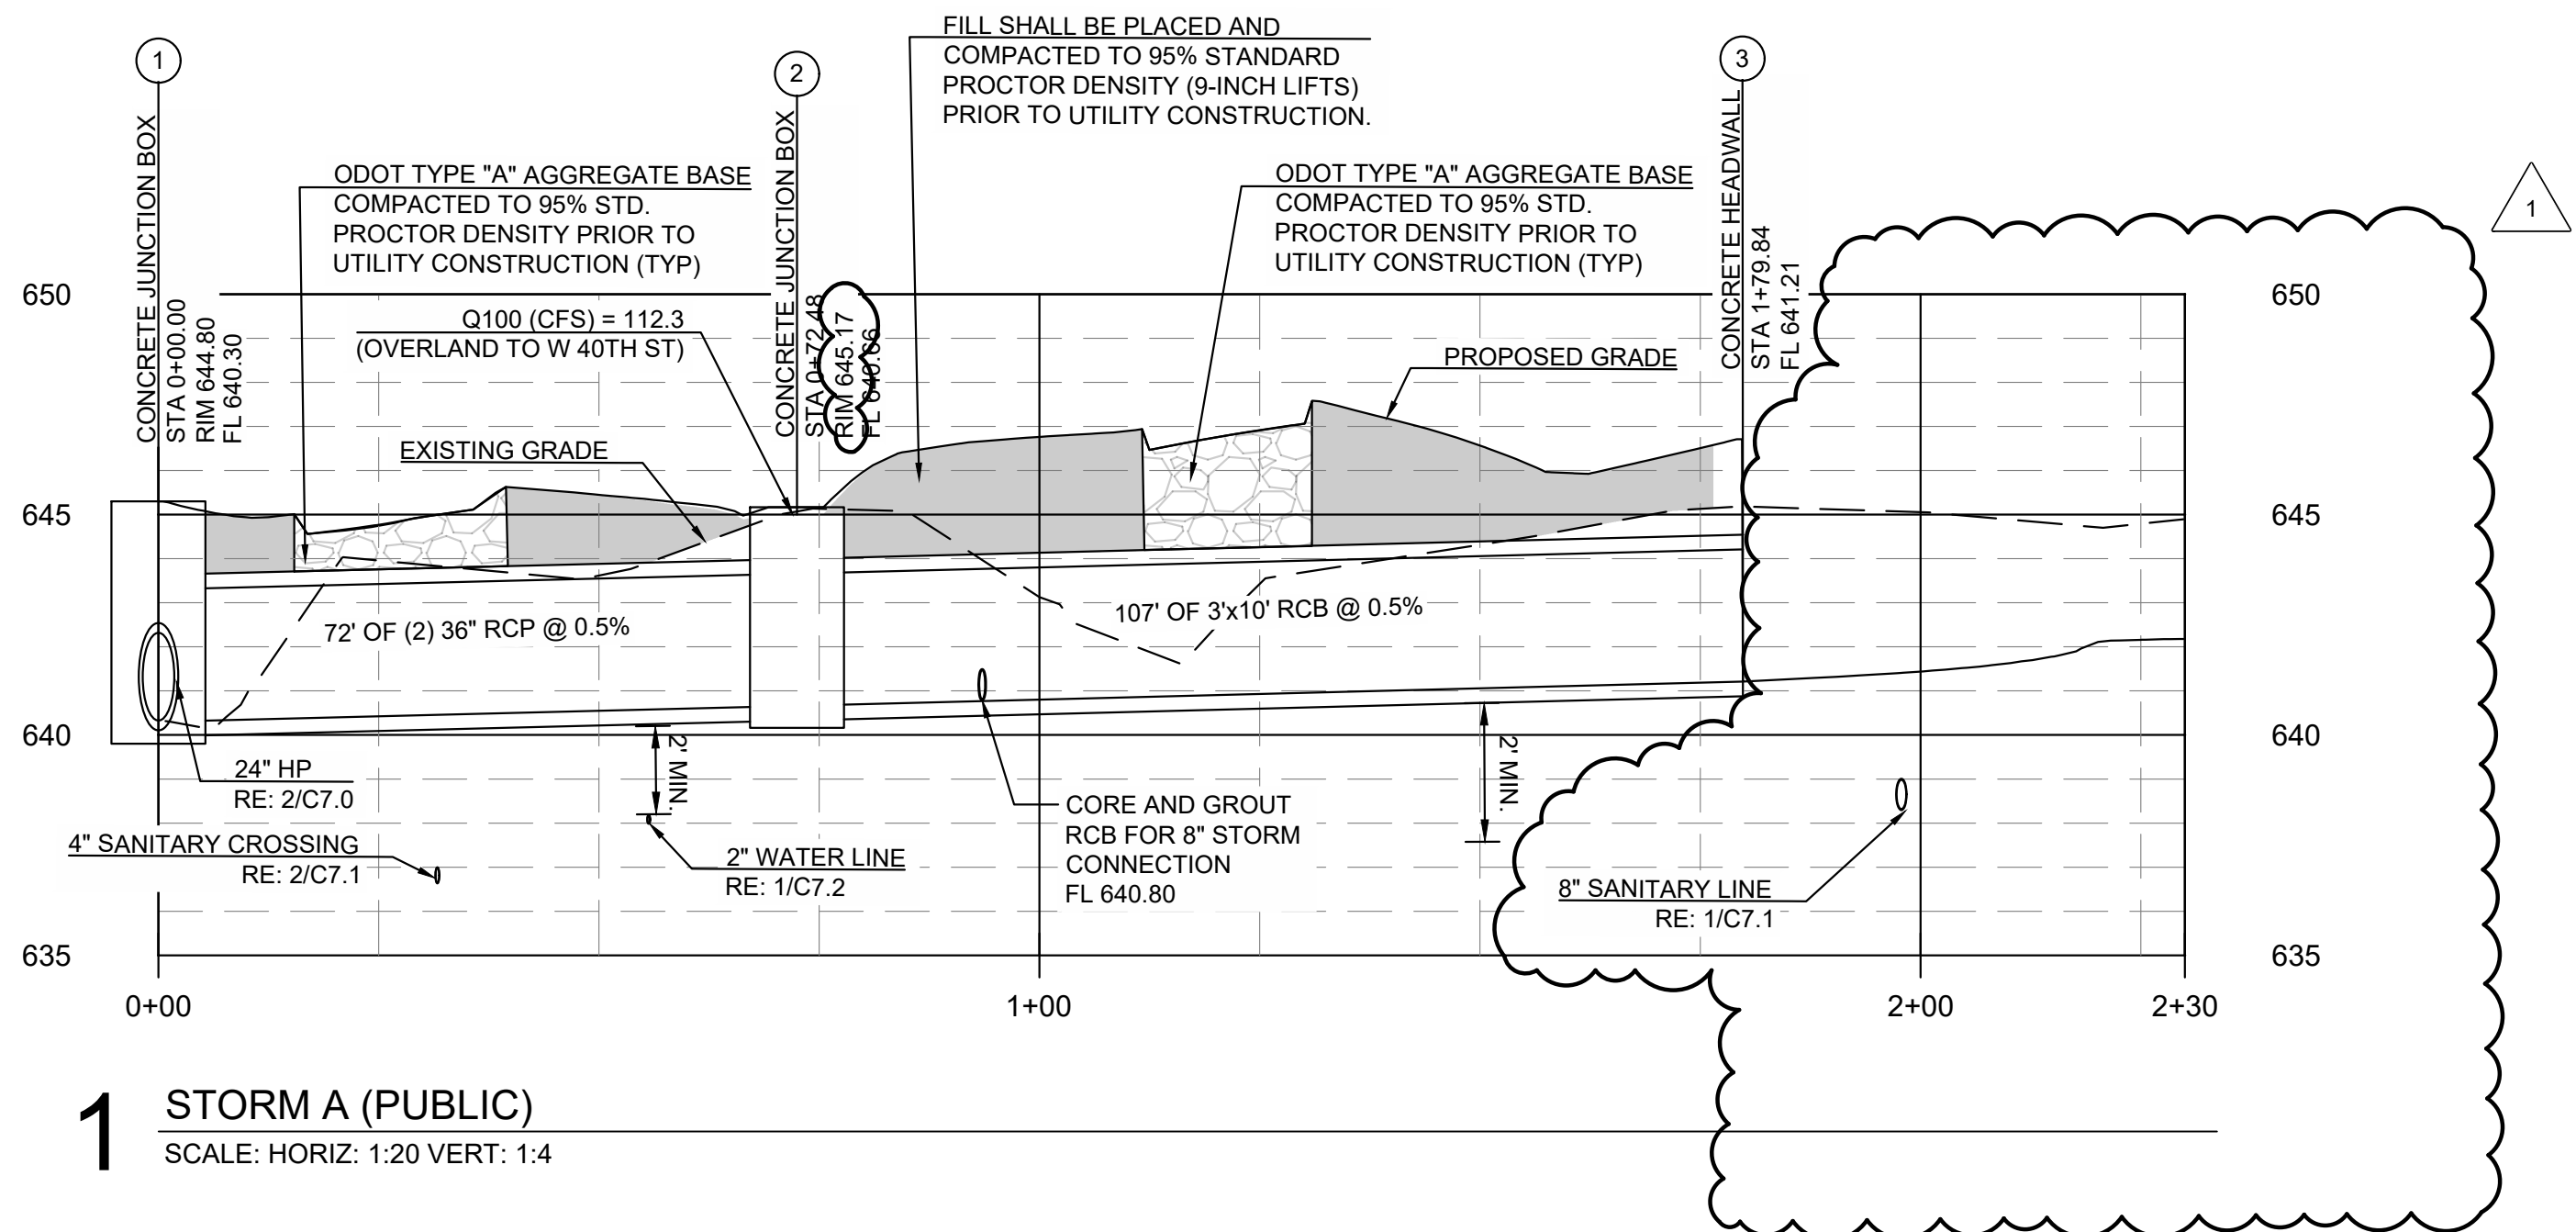 1
2
3
FILL SHALL BE PLACED AND
COMPACTED TO 95% STANDARD
PROCTOR DENSITY (9-INCH LIFTS)
PRIOR TO UTILITY CONSTRUCTION.
CONCRETE JUNCTION BOX
STA 0+00.00
RIM 644.80
FL 640.30
ODOT TYPE "A" AGGREGATE BASE
COMPACTED TO 95% STD.
PROCTOR DENSITY PRIOR TO
UTILITY CONSTRUCTION (TYP)
CONCRETE JUNCTION BOX
STA 0+72.48
RIM 645.17
FL 640.66
ODOT TYPE "A" AGGREGATE BASE
COMPACTED TO 95% STD.
PROCTOR DENSITY PRIOR TO
UTILITY CONSTRUCTION (TYP)
CONCRETE HEADWALL
STA 1+79.84
FL 641.21
1
650
650
Q100 (CFS) = 112.3
(OVERLAND TO W 40TH ST)
PROPOSED GRADE
EXISTING GRADE
645
645
72' OF (2) 36" RCP @ 0.5%
107' OF 3'x10' RCB @ 0.5%
640
640
2' MIN.
2' MIN.
24" HP
RE: 2/C7.0
4" SANITARY CROSSING
RE: 2/C7.1
2" WATER LINE
RE: 1/C7.2
CORE AND GROUT
RCB FOR 8" STORM
CONNECTION
FL 640.80
8" SANITARY LINE
RE: 1/C7.1
635
635
0+00
1+00
2+00
2+30
1
STORM A (PUBLIC)
SCALE: HORIZ: 1:20 VERT: 1:4